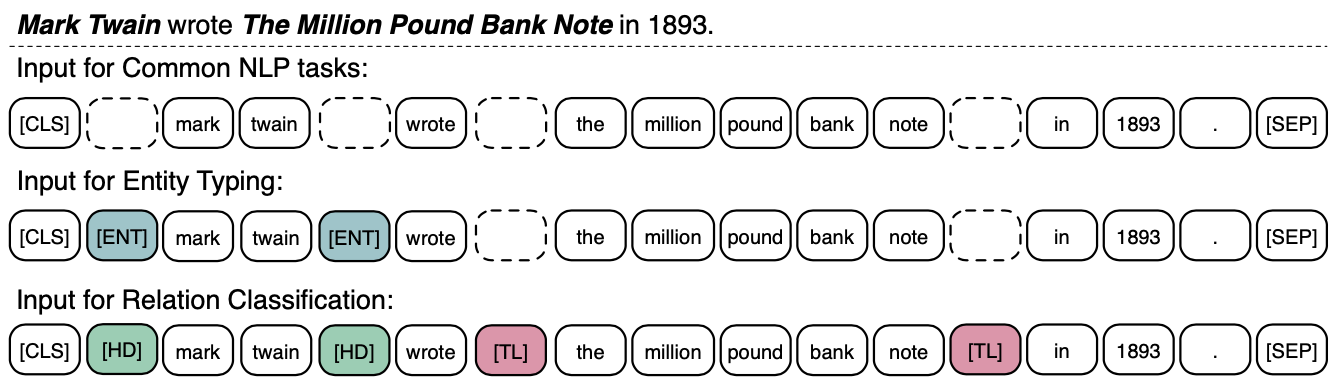 Mark Twain wrote The Million Pound Bank Note in 1893.
Input for Common NLP tasks:
[CLS] mark twain wrote the million pound bank note in 1893 . [SEP]
Input for Entity Typing:
[CLS] [ENT] mark twain [ENT] wrote the million pound bank note in 1893 . [SEP]
Input for Relation Classification:
[CLS] [HD] mark twain [HD] wrote [TL] the million pound bank note [TL] in 1893 . [SEP]